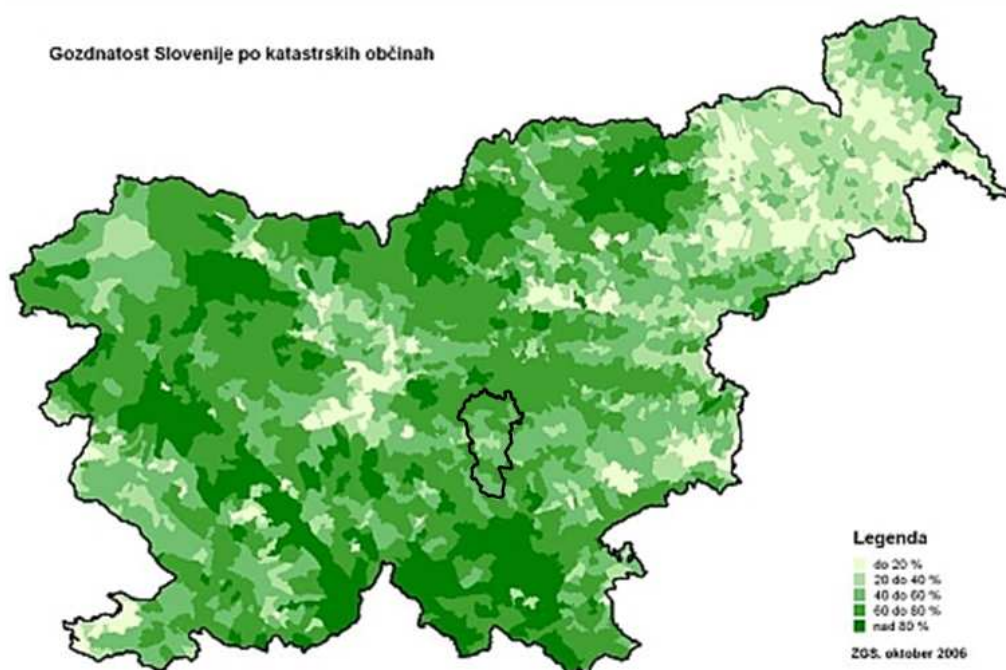 Gozdnatost Slovenije po katastrskih občinah
Legenda
do 20 %
20 do 40 %
40 do 60 %
60 do 80 %
nad 80 %
ZGS, oktober 2006